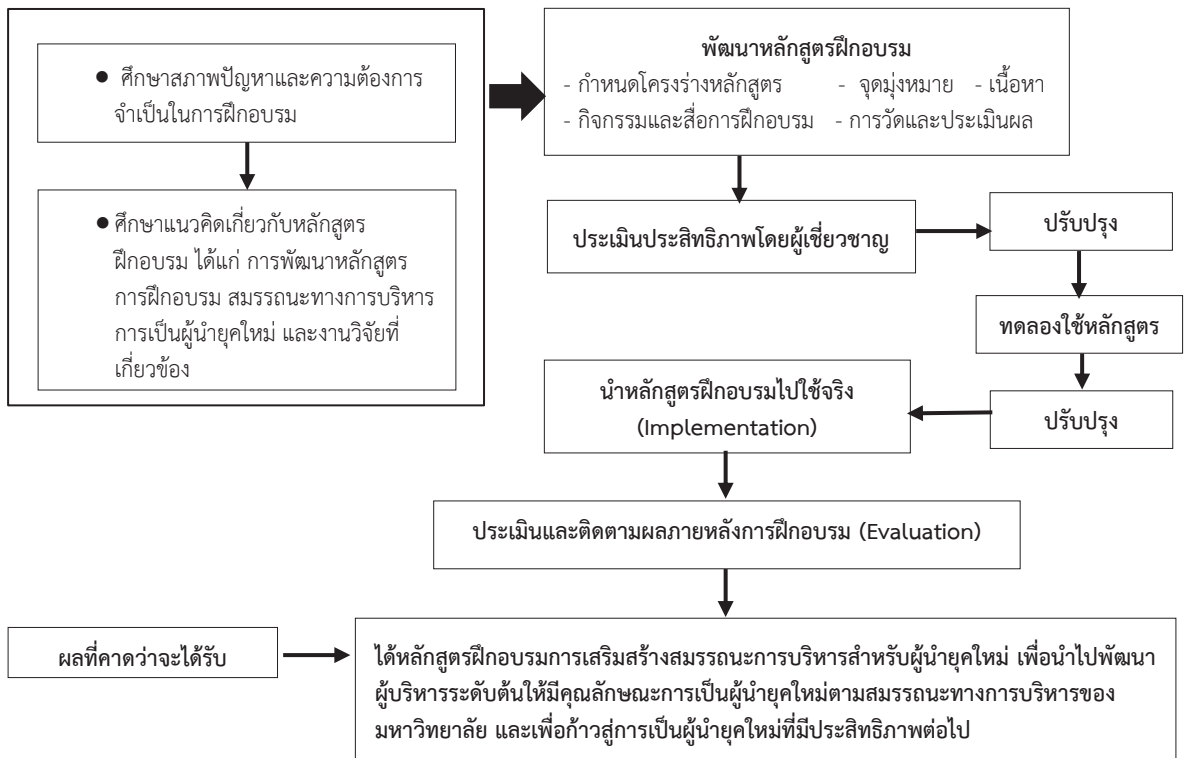 ● ศึกษาสภาพปัญหาและความต้องการ
จำเป็นในการฝึกอบรม
● ศึกษาแนวคิดเกี่ยวกับหลักสูตร
ฝึกอบรม ได้แก่ การพัฒนาหลักสูตร
การฝึกอบรม สมรรถนะทางการบริหาร
การเป็นผู้นำยุคใหม่ และงานวิจัยที่
เกี่ยวข้อง
พัฒนาหลักสูตรฝึกอบรม
- กำหนดโครงร่างหลักสูตร - จุดมุ่งหมาย - เนื้อหา
- กิจกรรมและสื่อการฝึกอบรม - การวัดและประเมินผล
ประเมินประสิทธิภาพโดยผู้เชี่ยวชาญ
ปรับปรุง
ทดลองใช้หลักสูตร
ปรับปรุง
นำหลักสูตรฝึกอบรมไปใช้จริง
(Implementation)
ประเมินและติดตามผลภายหลังการฝึกอบรม (Evaluation)
ผลที่คาดว่าจะได้รับ
ได้หลักสูตรฝึกอบรมการเสริมสร้างสมรรถนะการบริหารสำหรับผู้นำยุคใหม่ เพื่อนำไปพัฒนา
ผู้บริหารระดับต้นให้มีคุณลักษณะการเป็นผู้นำยุคใหม่ตามสมรรถนะทางการบริหารของ
มหาวิทยาลัย และเพื่อก้าวสู่การเป็นผู้นำยุคใหม่ที่มีประสิทธิภาพต่อไป